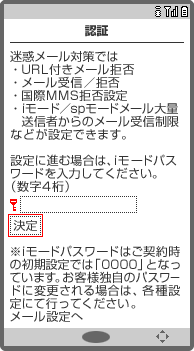 認証
迷惑メール対策では
・URL付きメール拒否
・メール受信／拒否
・国際MMS拒否設定
・iモード／spモードメール大量
送信者からのメール受信制限
などが設定できます。
設定に進む場合は、iモードパス
ワードを入力してください。
（数字4桁）
決定
※iモードパスワードはご契約時
の初期設定では「0000」となっ
ています。お客様独自のパスワー
ドに変更される場合は、各種設
定にて行ってください。
メール設定へ